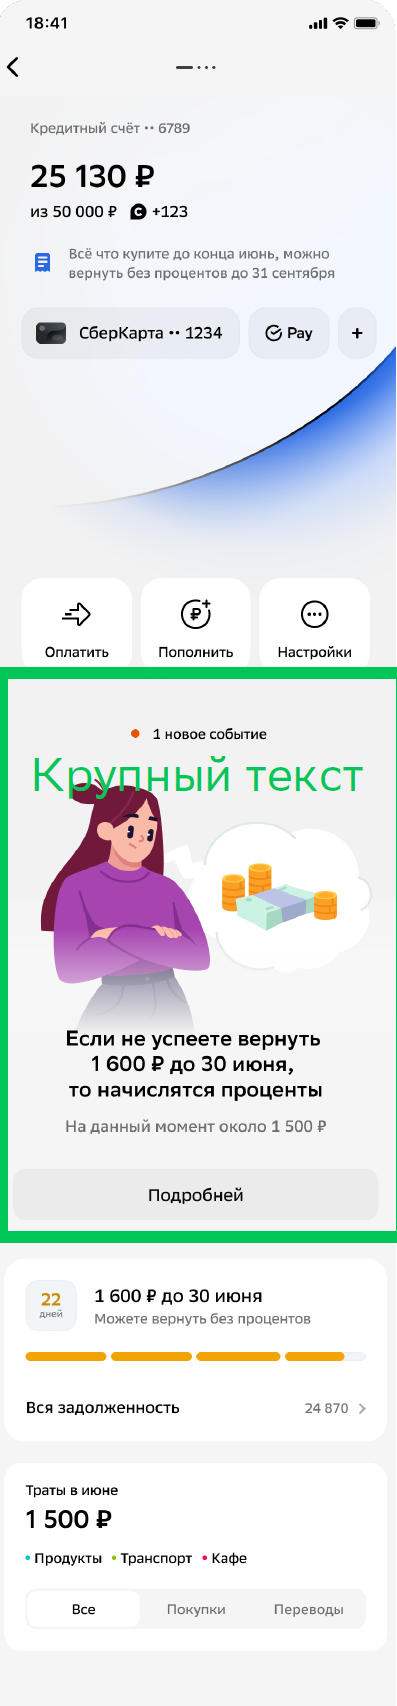 18:41
Кредитный счёт •• 6789
25 130 ₽
из 50 000 ₽ C +123
Всё что купите до конца июнь, можно
вернуть без процентов до 31 сентября
СберКарта •• 1234
Pay
+
Оплатить
Пополнить
Настройки
1 новое событие
Крупный текст
Если не успеете вернуть
1 600 ₽ до 30 июня,
то начислятся проценты
На данный момент около 1 500 ₽
Подробней
22
дней
1 600 ₽ до 30 июня
Можете вернуть без процентов
Вся задолженность
24 870
Траты в июне
1 500 ₽
• Продукты • Транспорт • Кафе
Все
Покупки
Переводы